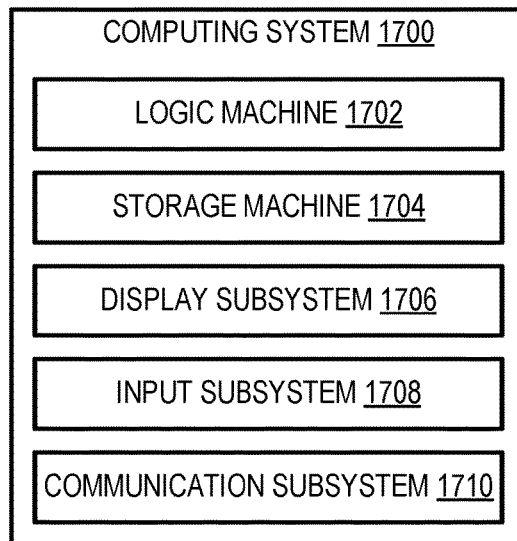 COMPUTING SYSTEM 1700
LOGIC MACHINE 1702
STORAGE MACHINE 1704
DISPLAY SUBSYSTEM 1706
INPUT SUBSYSTEM 1708
COMMUNICATION SUBSYSTEM 1710